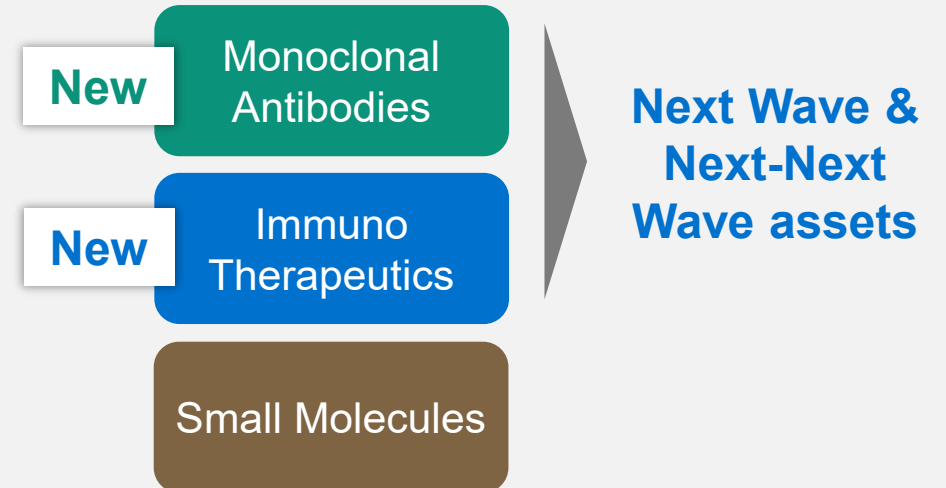 New
Monoclonal
Antibodies
New
Immuno
Therapeutics
Small Molecules
Next Wave &
Next-Next
Wave assets